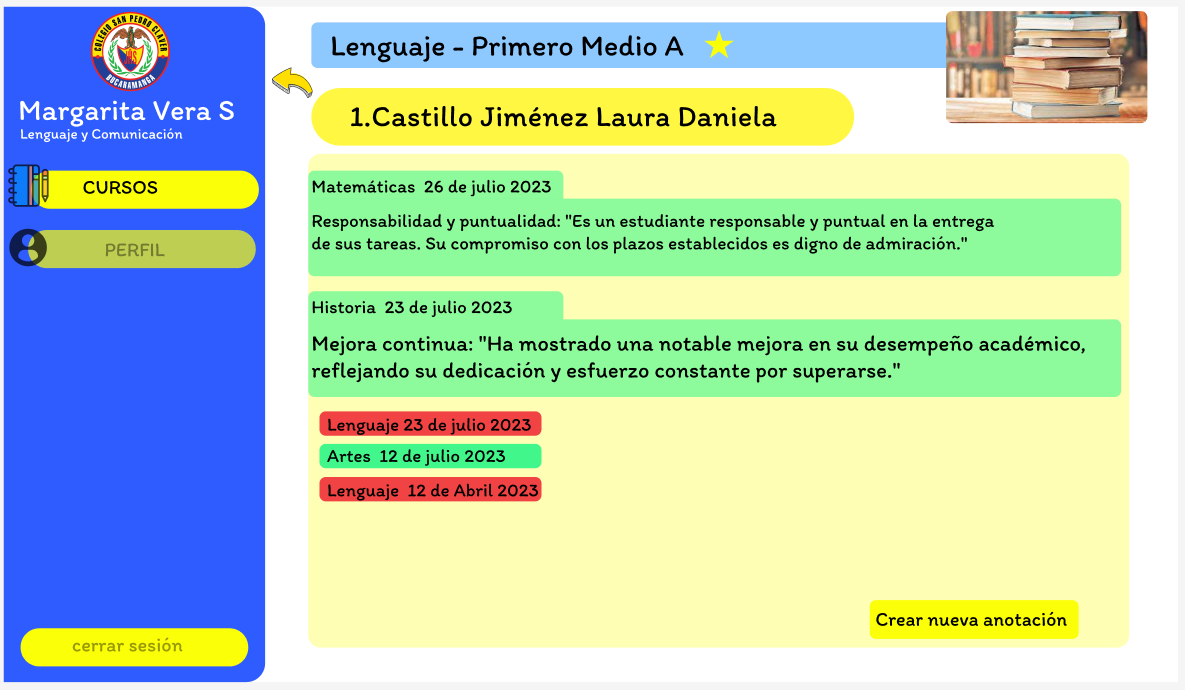 COLEGIO SAN PEDRO CLAVER
BUCARAMANGA
Margarita Vera S
Lenguaje y Comunicación
CURSOS
PERFIL
cerrar sesión
Lenguaje - Primero Medio A
1.Castillo Jiménez Laura Daniela
Matemáticas 26 de julio 2023
Responsabilidad y puntualidad: "Es un estudiante responsable y puntual en la entrega
de sus tareas. Su compromiso con los plazos establecidos es digno de admiración."
Historia 23 de julio 2023
Mejora continua: "Ha mostrado una notable mejora en su desempeño académico,
reflejando su dedicación y esfuerzo constante por superarse."
Lenguaje 23 de julio 2023
Artes 12 de julio 2023
Lenguaje 12 de Abril 2023
Crear nueva anotación